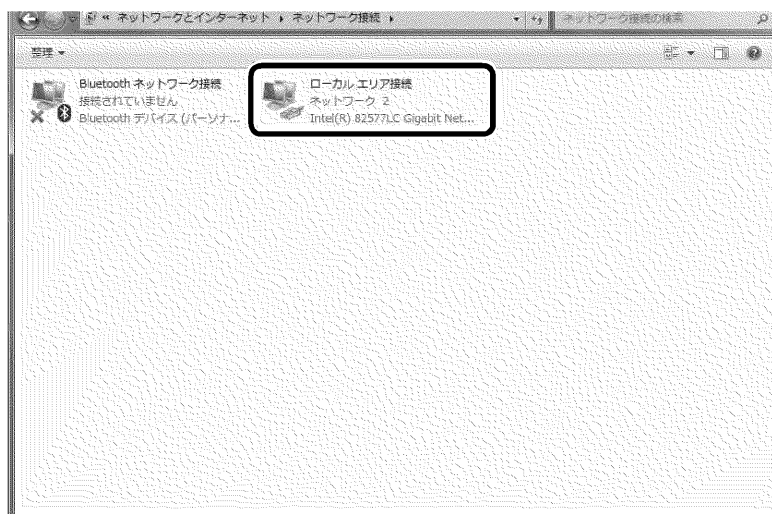 « ネットワークとインターネット ▸ ネットワーク接続 ▸
ネットワーク接続の検索
整理 ▾
Bluetooth ネットワーク接続
接続されていません
Bluetooth デバイス (パーソナ...
ローカル エリア接続
ネットワーク 2
Intel(R) 82577LC Gigabit Net...